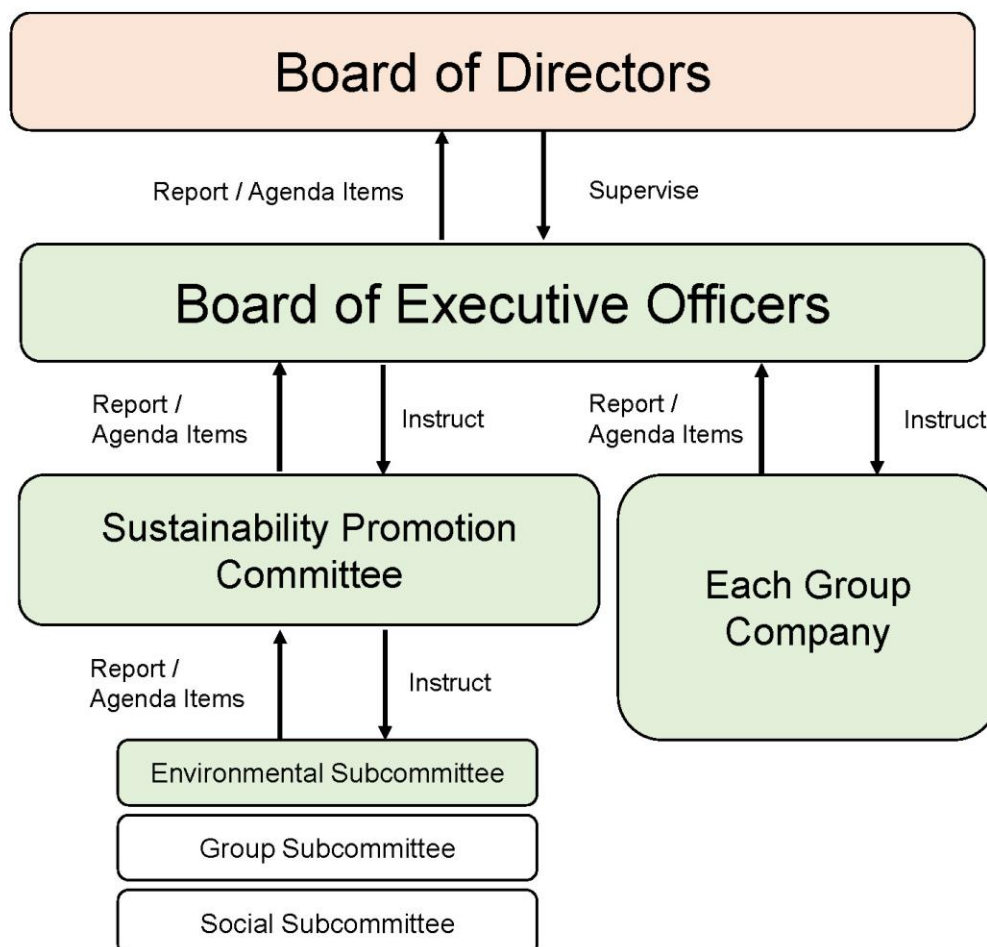 Board of Directors
Report / Agenda Items
Supervise
Board of Executive Officers
Report /
Agenda Items
Instruct
Report /
Agenda Items
Instruct
Sustainability Promotion
Committee
Each Group
Company
Report /
Agenda Items
Instruct
Environmental Subcommittee
Group Subcommittee
Social Subcommittee